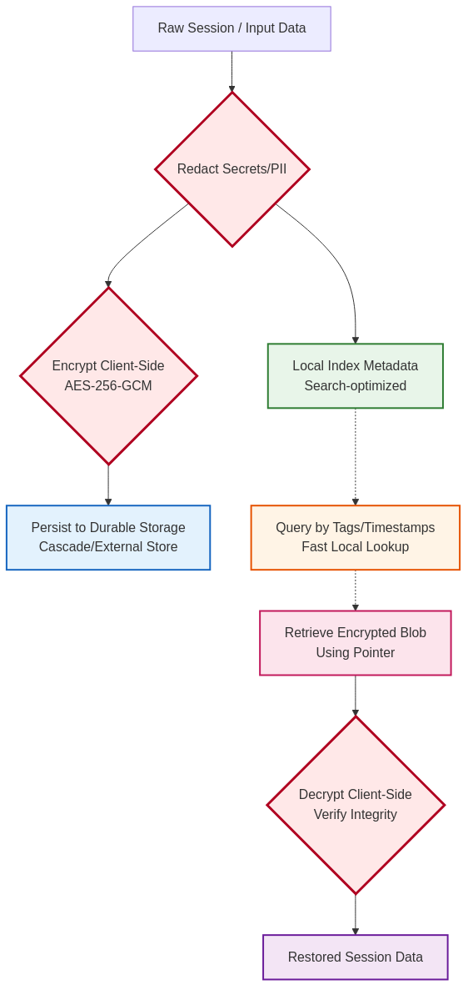 Raw Session / Input Data
Redact Secrets/PII
Encrypt Client-Side
AES-256-GCM
Local Index Metadata
Search-optimized
Persist to Durable Storage
Cascade/External Store
Query by Tags/Timestamps
Fast Local Lookup
Retrieve Encrypted Blob
Using Pointer
Decrypt Client-Side
Verify Integrity
Restored Session Data